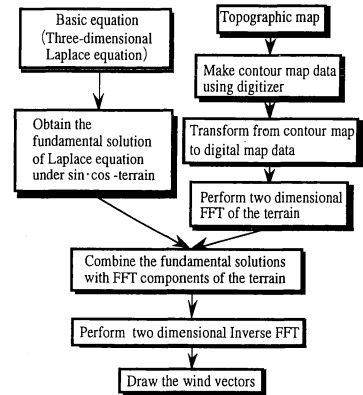 Basic equation
(Three-dimensional
Laplace equation)
Obtain the
fundamental solution
of Laplace equation
under sin·cos -terrain
Topographic map
Make contour map data
using digitizer
Transform from contour map
to digital map data
Perform two dimensional
FFT of the terrain
Combine the fundamental solutions
with FFT components of the terrain
Perform two dimensional Inverse FFT
Draw the wind vectors